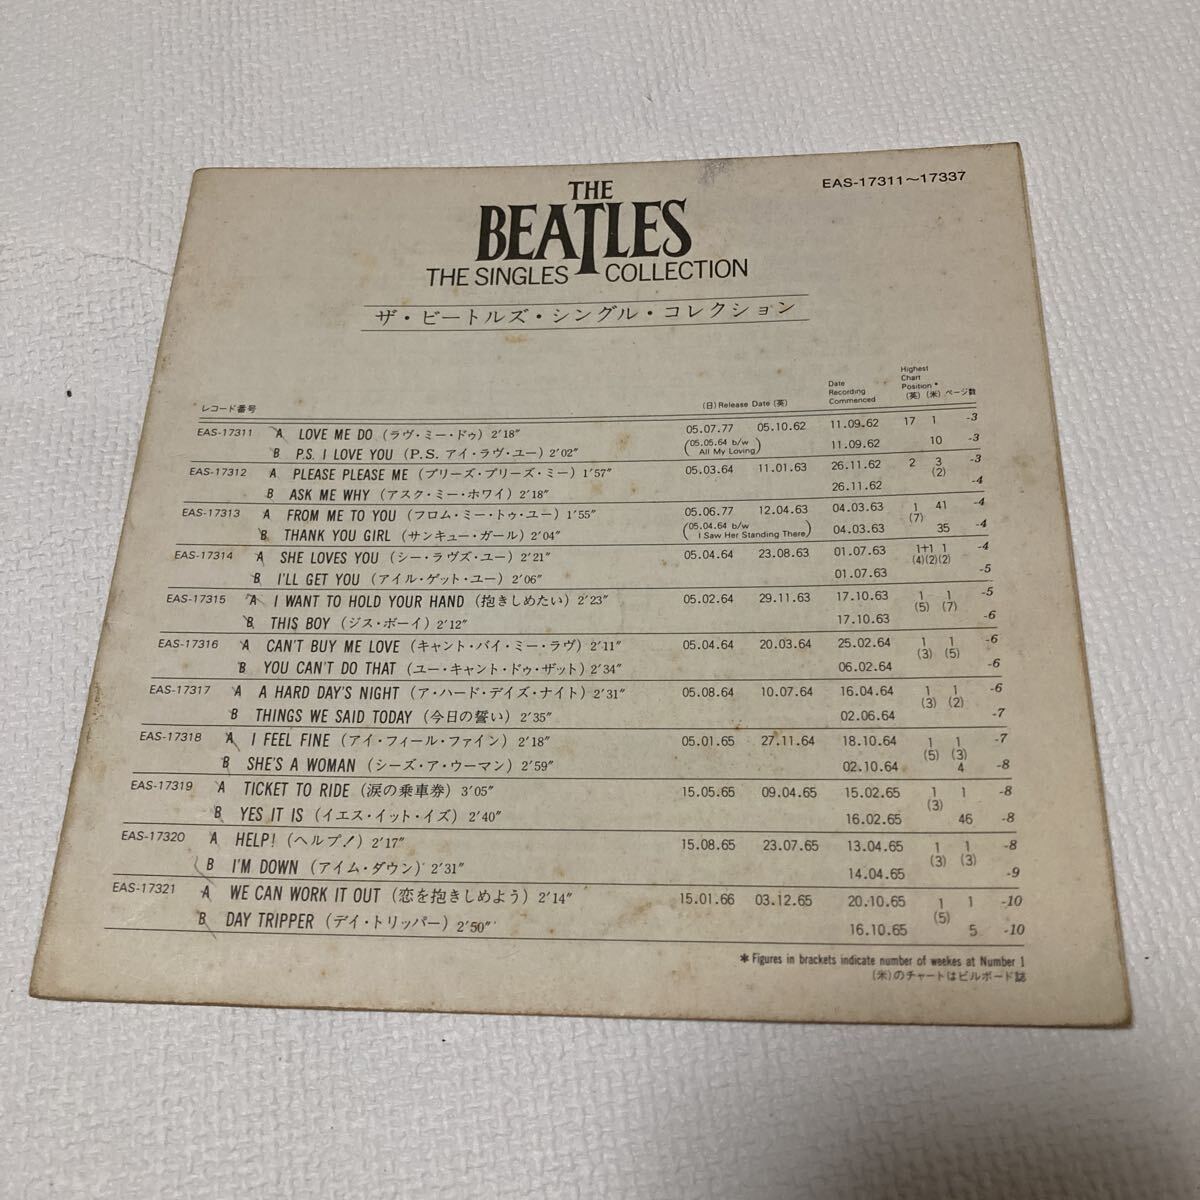 EAS-17311～17337
THE
BEATLES
THE SINGLES COLLECTION
ザ・ビートルズ・シングル・コレクション
レコード番号 (日) Release Date (英) Date Recording Commenced Highest Chart Position * (英) (米) ページ数
EAS-17311 A LOVE ME DO (ラヴ・ミー・ドゥ) 2'18" 05.07.77 05.10.62 11.09.62 17 1 -3
B P.S. I LOVE YOU (P.S. アイ・ラヴ・ユー) 2'02" (05.05.64 b/w All My Loving) 11.09.62 10 -3
EAS-17312 A PLEASE PLEASE ME (プリーズ・プリーズ・ミー) 1'57" 05.03.64 11.01.63 26.11.62 2 3 (2) -3
B ASK ME WHY (アスク・ミー・ホワイ) 2'18" 26.11.62 -4
EAS-17313 A FROM ME TO YOU (フロム・ミー・トゥ・ユー) 1'55" 05.06.77 12.04.63 04.03.63 1 (7) 41 -4
B THANK YOU GIRL (サンキュー・ガール) 2'04" (05.04.64 b/w I Saw Her Standing There) 04.03.63 35 -4
EAS-17314 A SHE LOVES YOU (シー・ラヴズ・ユー) 2'21" 05.04.64 23.08.63 01.07.63 1+1 1 (4)(2)(2) -4
B I'LL GET YOU (アイル・ゲット・ユー) 2'06" 01.07.63 -5
EAS-17315 A I WANT TO HOLD YOUR HAND (抱きしめたい) 2'23" 05.02.64 29.11.63 17.10.63 1 (5) 1 (7) -5
B THIS BOY (ジス・ボーイ) 2'12" 17.10.63 -6
EAS-17316 A CAN'T BUY ME LOVE (キャント・バイ・ミー・ラヴ) 2'11" 05.04.64 20.03.64 25.02.64 1 (3) 1 (5) -6
B YOU CAN'T DO THAT (ユー・キャント・ドゥ・ザット) 2'34" 06.02.64 -6
EAS-17317 A A HARD DAY'S NIGHT (ア・ハード・デイズ・ナイト) 2'31" 05.08.64 10.07.64 16.04.64 1 (3) 1 (2) -6
B THINGS WE SAID TODAY (今日の誓い) 2'35" 02.06.64 -7
EAS-17318 A I FEEL FINE (アイ・フィール・ファイン) 2'18" 05.01.65 27.11.64 18.10.64 1 (5) 1 (3) -7
B SHE'S A WOMAN (シーズ・ア・ウーマン) 2'59" 02.10.64 4 -8
EAS-17319 A TICKET TO RIDE (涙の乗車券) 3'05" 15.05.65 09.04.65 15.02.65 1 (3) 1 -8
B YES IT IS (イエス・イット・イズ) 2'40" 16.02.65 46 -8
EAS-17320 A HELP! (ヘルプ!) 2'17" 15.08.65 23.07.65 13.04.65 1 (3) 1 (3) -8
B I'M DOWN (アイム・ダウン) 2'31" 14.04.65 -9
EAS-17321 A WE CAN WORK IT OUT (恋を抱きしめよう) 2'14" 15.01.66 03.12.65 20.10.65 1 (5) 1 -10
B DAY TRIPPER (デイ・トリッパー) 2'50" 16.10.65 5 -10
* Figures in brackets indicate number of weekes at Number 1
(米)のチャートはビルボード誌